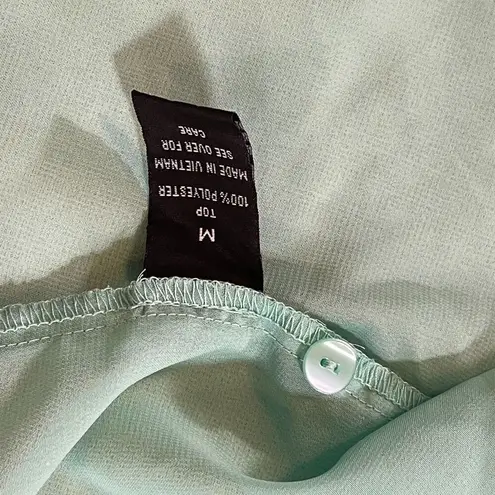 M
TOP
100% POLYESTER
MADE IN VIETNAM
SEE OVER FOR
CARE